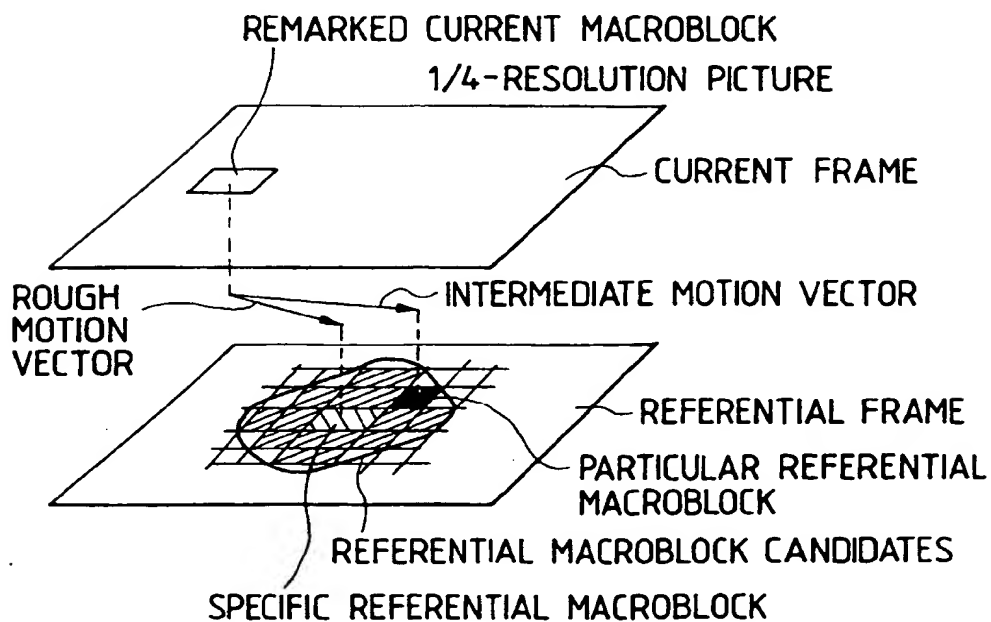 REMARKED CURRENT MACROBLOCK
1/4-RESOLUTION PICTURE
CURRENT FRAME
ROUGH
MOTION
VECTOR
INTERMEDIATE MOTION VECTOR
REFERENTIAL FRAME
PARTICULAR REFERENTIAL
MACROBLOCK
REFERENTIAL MACROBLOCK CANDIDATES
SPECIFIC REFERENTIAL MACROBLOCK